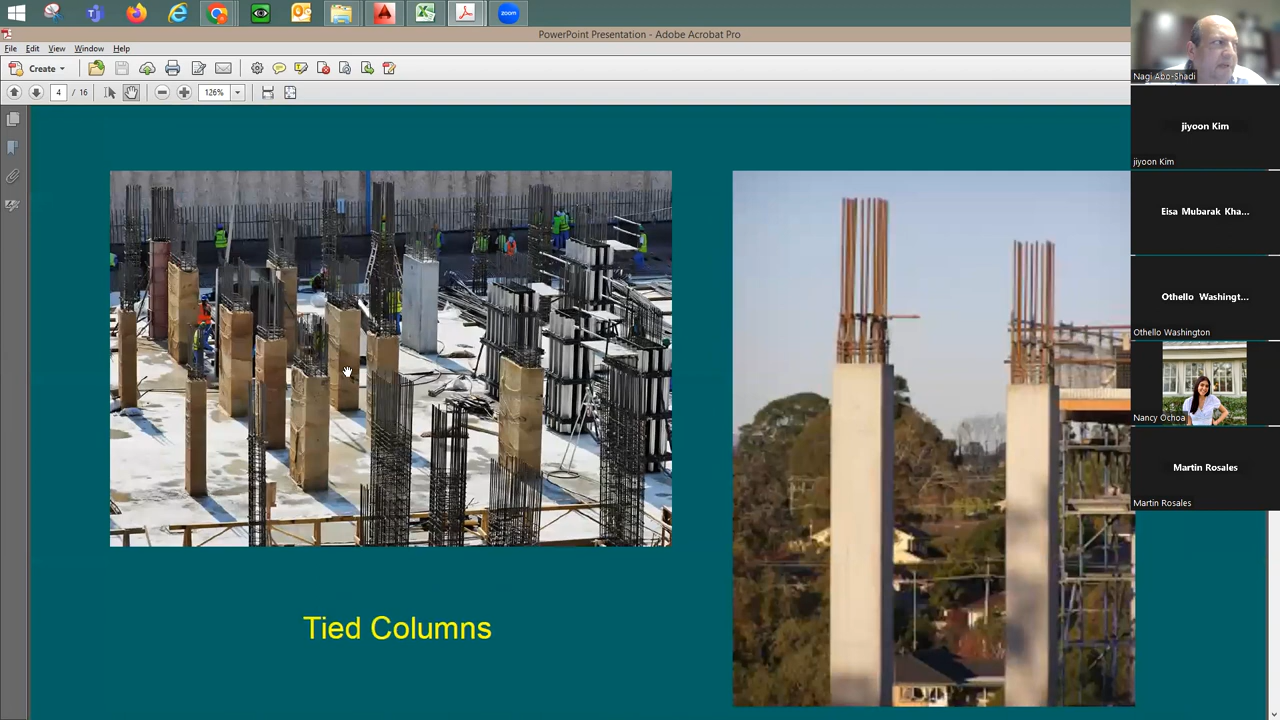 zoom
PowerPoint Presentation - Adobe Acrobat Pro
File Edit View Window Help
Create
4 / 16 126%
Nagi Abo-Shadi
jiyoon Kim
jiyoon Kim
Eisa Mubarak Kha...
Othello Washingt...
Othello Washington
Nancy Ochoa
Martin Rosales
Martin Rosales
Tied Columns